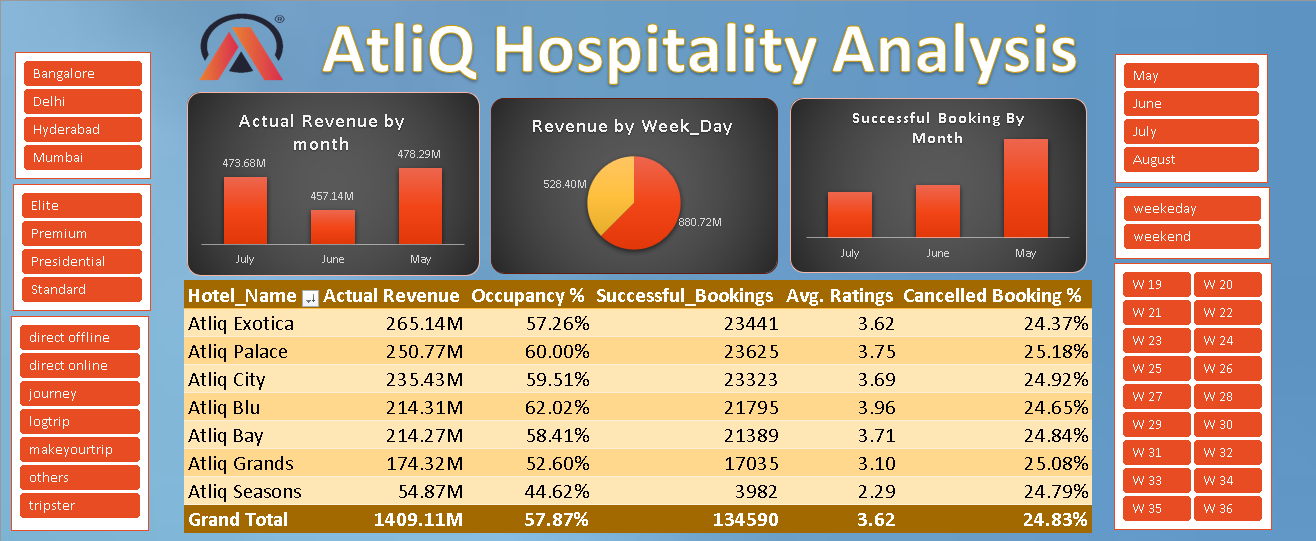 AtliQ Hospitality Analysis
®
Bangalore
Delhi
Hyderabad
Mumbai
Elite
Premium
Presidential
Standard
direct offline
direct online
journey
logtrip
makeyourtrip
others
tripster
Actual Revenue by
month
473.68M
457.14M
478.29M
July
June
May
Revenue by Week_Day
528.40M
880.72M
Successful Booking By
Month
July
June
May
Hotel_Name Actual Revenue Occupancy % Successful_Bookings Avg. Ratings Cancelled Booking %
Atliq Exotica 265.14M 57.26% 23441 3.62 24.37%
Atliq Palace 250.77M 60.00% 23625 3.75 25.18%
Atliq City 235.43M 59.51% 23323 3.69 24.92%
Atliq Blu 214.31M 62.02% 21795 3.96 24.65%
Atliq Bay 214.27M 58.41% 21389 3.71 24.84%
Atliq Grands 174.32M 52.60% 17035 3.10 25.08%
Atliq Seasons 54.87M 44.62% 3982 2.29 24.79%
Grand Total 1409.11M 57.87% 134590 3.62 24.83%
May
June
July
August
weekeday
weekend
W 19 W 20
W 21 W 22
W 23 W 24
W 25 W 26
W 27 W 28
W 29 W 30
W 31 W 32
W 33 W 34
W 35 W 36